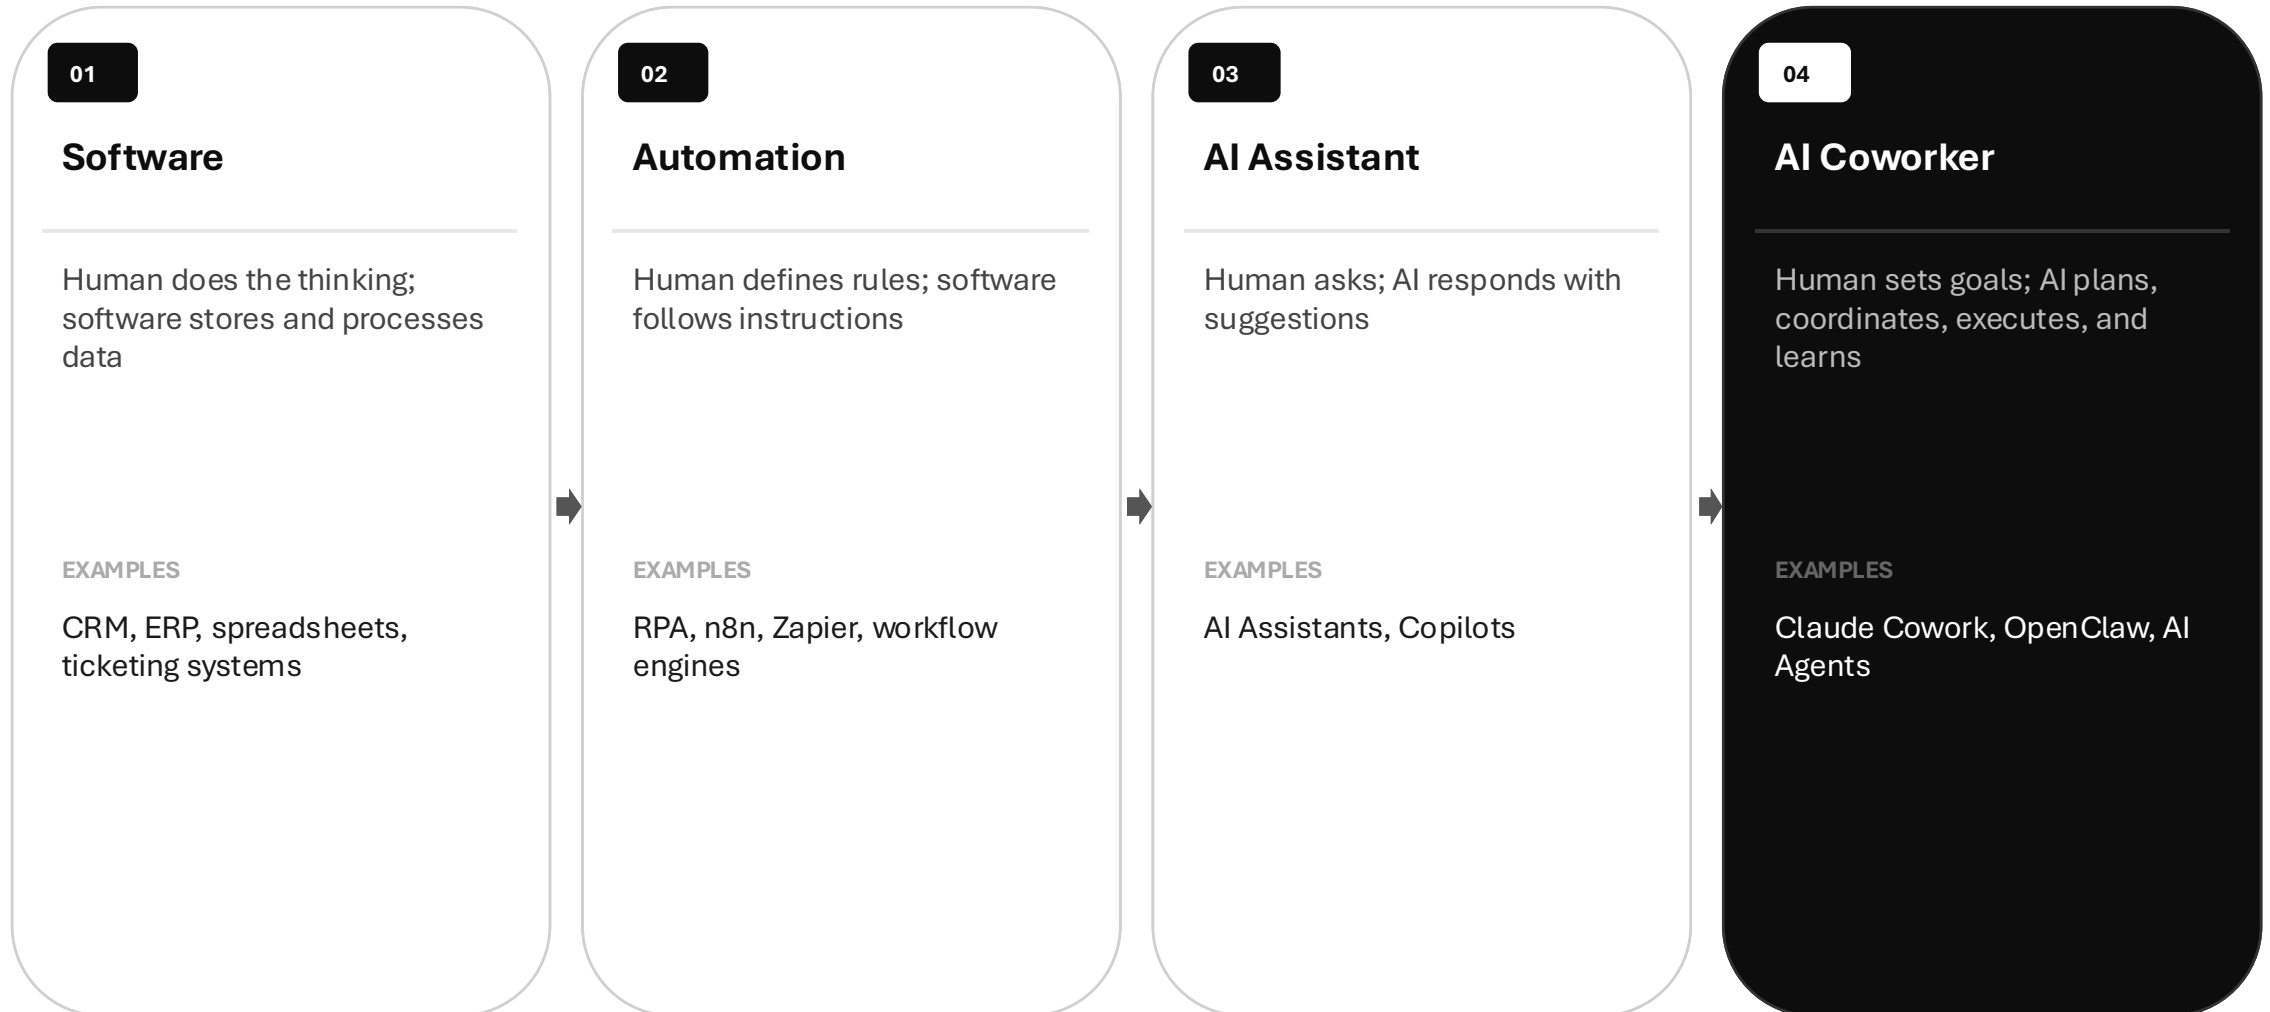 01
Software
Human does the thinking;
software stores and processes
data
EXAMPLES
CRM, ERP, spreadsheets,
ticketing systems
02
Automation
Human defines rules; software
follows instructions
EXAMPLES
RPA, n8n, Zapier, workflow
engines
03
AI Assistant
Human asks; AI responds with
suggestions
EXAMPLES
AI Assistants, Copilots
04
AI Coworker
Human sets goals; AI plans,
coordinates, executes, and
learns
EXAMPLES
Claude Cowork, OpenClaw, AI
Agents